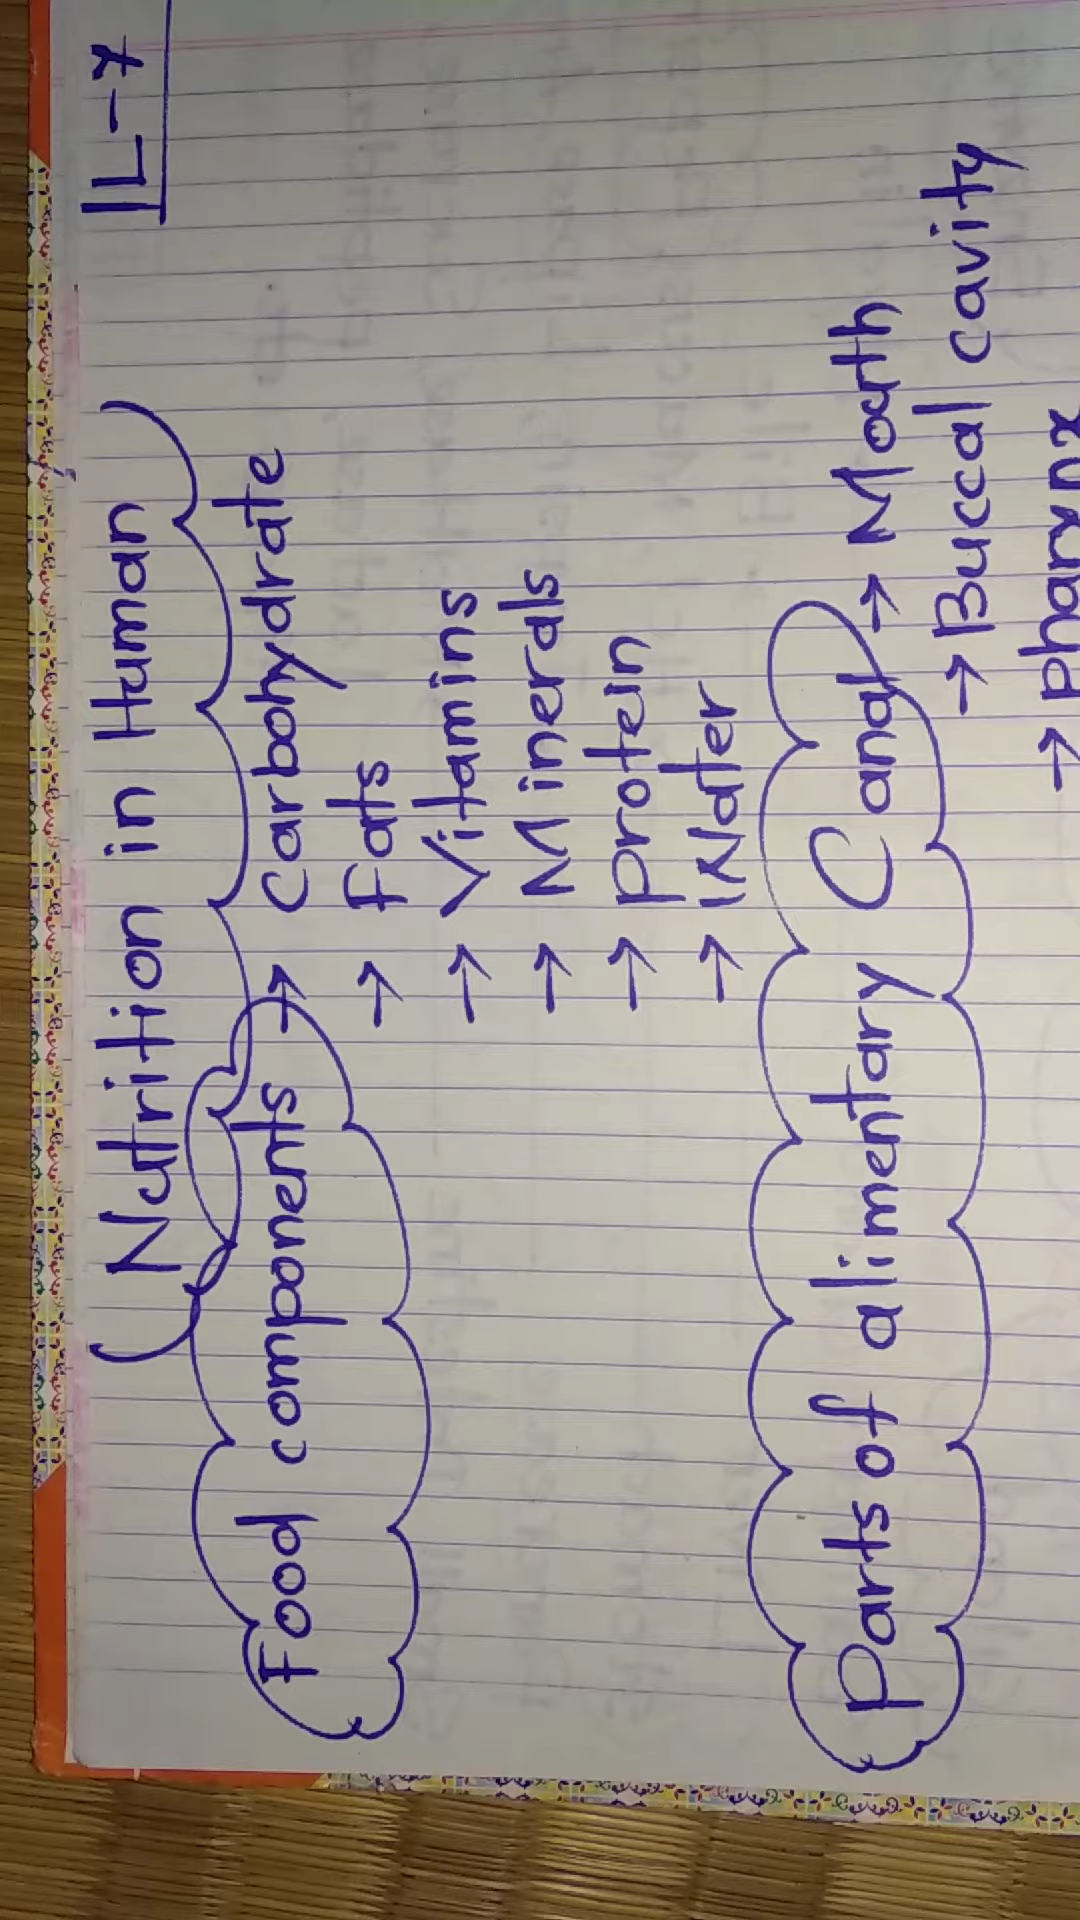 L-7
Nutrition in Human
Food components → carbohydrate
→ Fats
→ Vitamins
→ Minerals
→ protein
→ Water
Parts of alimentary Canal → Mouth
→ Buccal cavity
→ pharynx